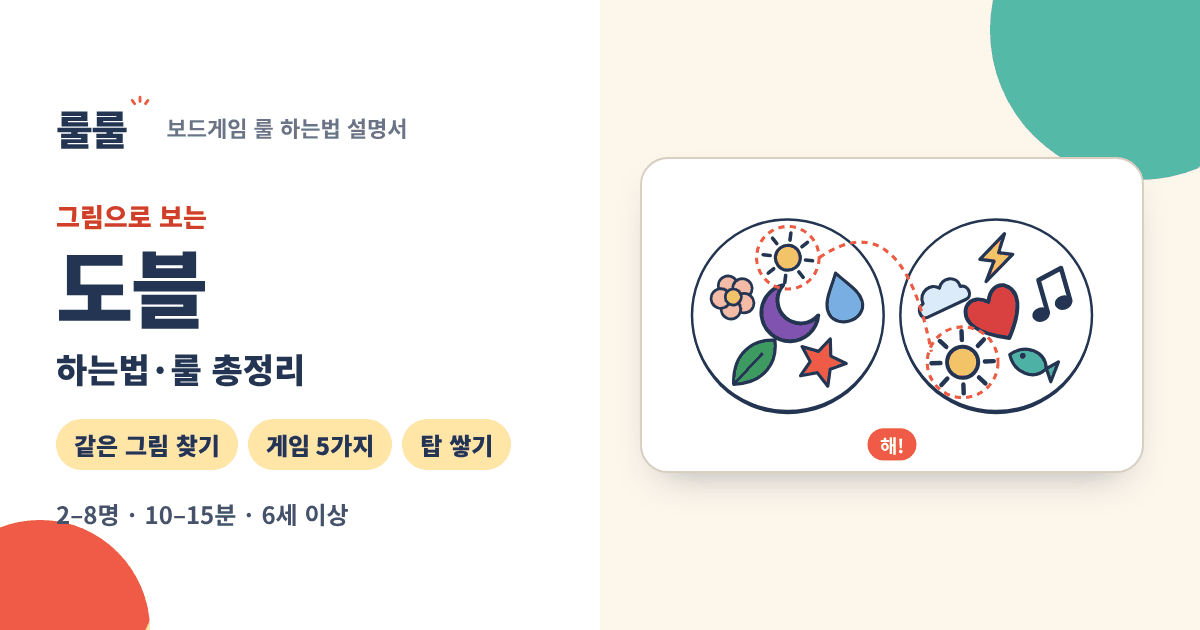 룰룰 보드게임 룰 하는법 설명서
그림으로 보는
도블
하는법·룰 총정리
같은 그림 찾기 게임 5가지 탑 쌓기
2–8명 · 10–15분 · 6세 이상
해!